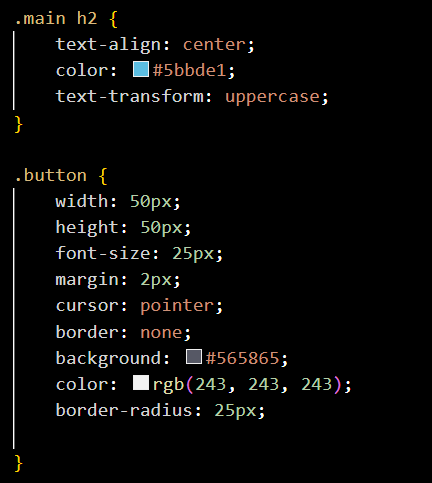 .main h2 {
    text-align: center;
    color: #5bbde1;
    text-transform: uppercase;
}

.button {
    width: 50px;
    height: 50px;
    font-size: 25px;
    margin: 2px;
    cursor: pointer;
    border: none;
    background: #565865;
    color: rgb(243, 243, 243);
    border-radius: 25px;

}